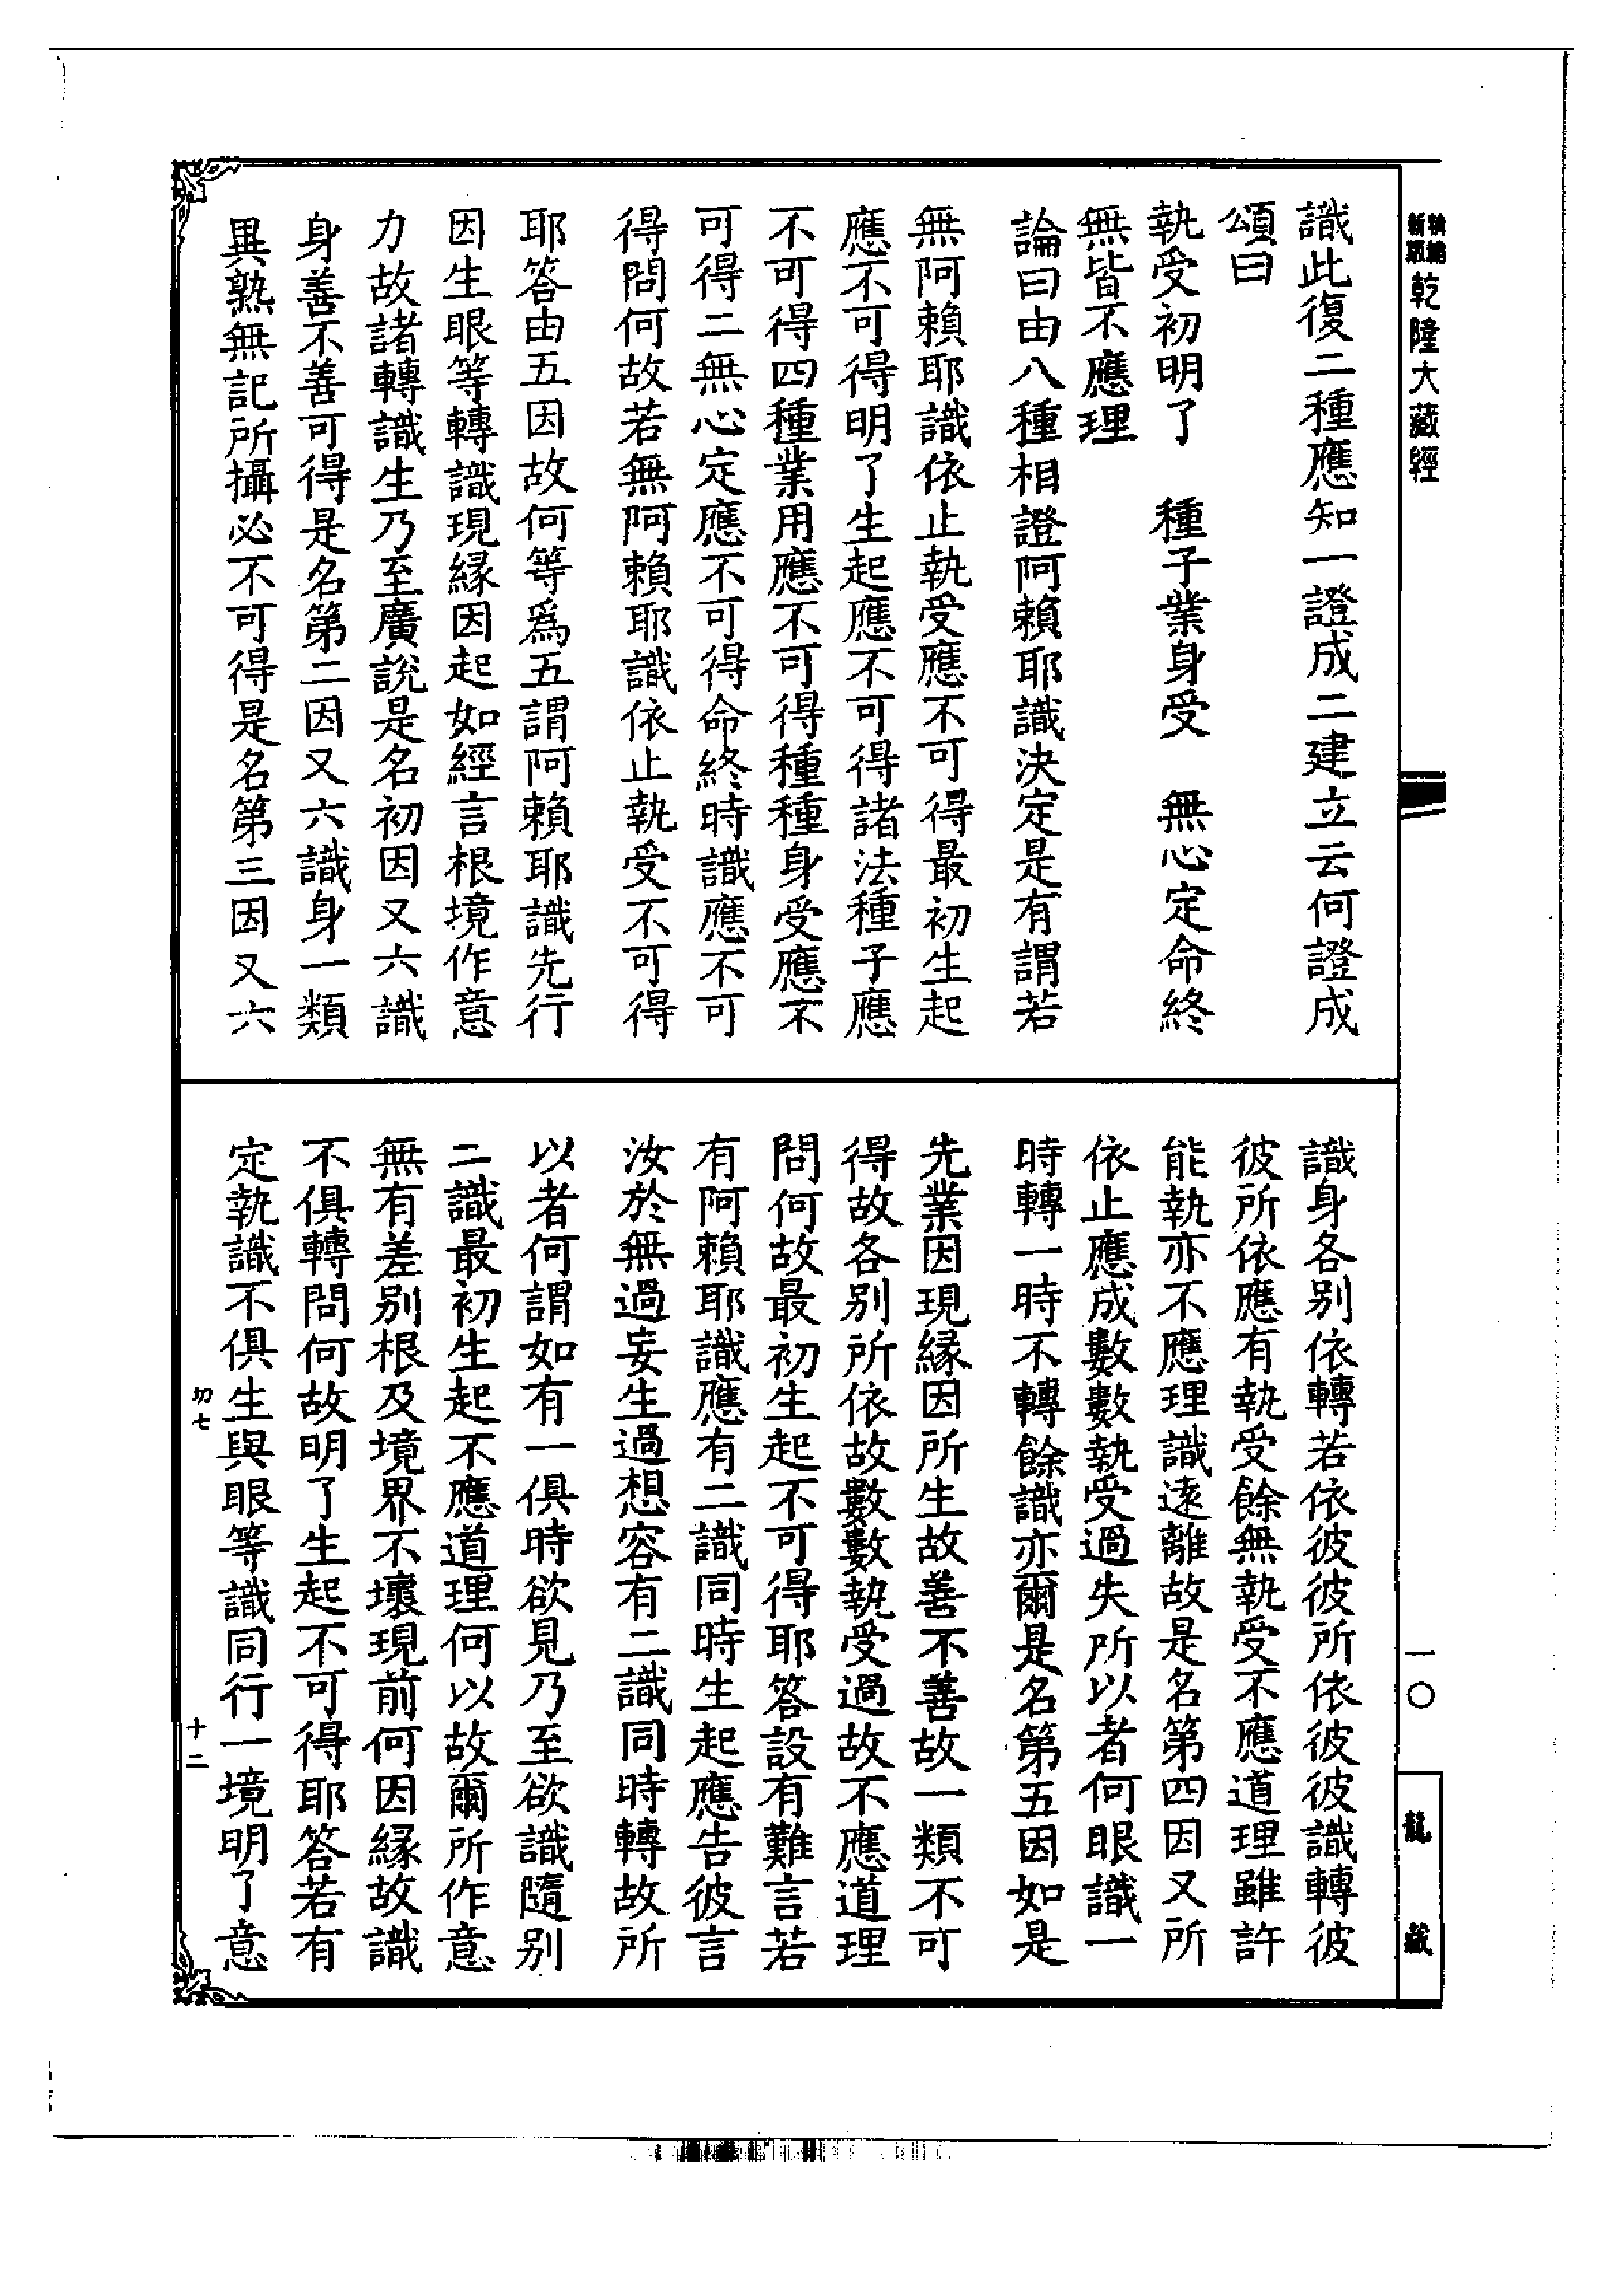 精編
新版
乾隆大藏經
識此復二種應知一證成二建立云何證成
頌曰
執受初明了　種子業身受　無心定命終
無皆不應理
論曰由八種相證阿賴耶識決定是有謂若
無阿賴耶識依止執受應不可得最初生起
應不可得明了生起應不可得諸法種子應
不可得四種業用應不可得種種身受應不
可得二無心定應不可得命終時識應不可
得問何故若無阿賴耶識依止執受不可得
耶答由五因故何等爲五謂阿賴耶識先行
因生眼等轉識現緣因起如經言根境作意
力故諸轉識生乃至廣說是名初因又六識
身善不善可得是名第二因又六識身一類
異熟無記所攝必不可得是名第三因又六
識身各別依轉若依彼彼所依彼彼識轉彼
彼所依應有執受餘無執受不應道理雖許
能執亦不應理識遠離故是名第四因又所
依止應成數數執受過失所以者何眼識一
時轉一時不轉餘識亦爾是名第五因如是
先業因現緣因所生故善不善故一類不可
得故各別所依故數數執受過故不應道理
問何故最初生起不可得耶答設有難言若
有阿賴耶識應有二識同時生起應告彼言
汝於無過妄生過想容有二識同時轉故所
以者何謂如有一俱時欲見乃至欲識隨別
二識最初生起不應道理何以故爾所作意
無有差別根及境界不壞現前何因緣故識
不俱轉問何故明了生起不可得耶答若有
定執識不俱生與眼等識同行一境明了意
切七
十二
一〇
龍藏